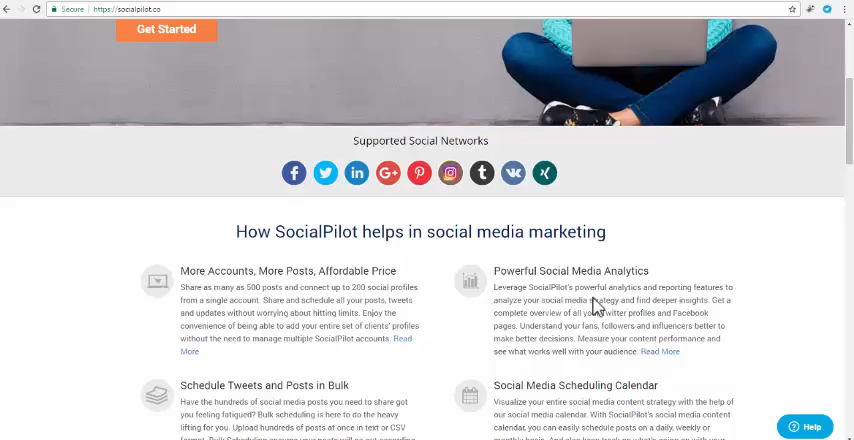 Secure
https://socialpilot.co
Get Started
Supported Social Networks
How SocialPilot helps in social media marketing
More Accounts, More Posts, Affordable Price
Share as many as 500 posts and connect up to 200 social profiles
from a single account. Share and schedule all your posts, tweets
and updates without worrying about hitting limits. Enjoy the
convenience of being able to add your entire set of clients' profiles
without the need to manage multiple SocialPilot accounts. Read
More
Powerful Social Media Analytics
Leverage SocialPilot's powerful analytics and reporting features to
analyze your social media strategy and find deeper insights. Get a
complete overview of all your Twitter profiles and Facebook
pages. Understand your fans, followers and influencers better to
make better decisions. Measure your content performance and
see what works well with your audience. Read More
Schedule Tweets and Posts in Bulk
Have the hundreds of social media posts you need to share got
you feeling fatigued? Bulk scheduling is here to do the heavy
lifting for you. Upload hundreds of posts at once in text or CSV
Social Media Scheduling Calendar
Visualize your entire social media content strategy with the help of
our social media calendar. With SocialPilot's social media content
calendar, you can easily schedule posts on a daily, weekly or
Help